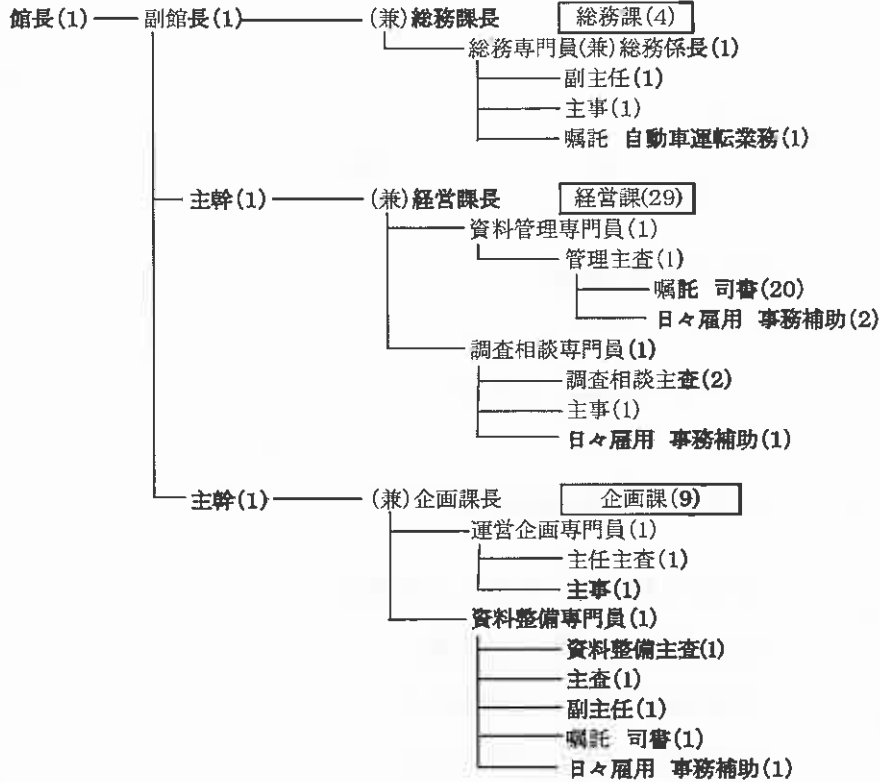 館長(1) 副館長(1) (兼)総務課長 総務課(4)
総務専門員(兼)総務係長(1)
副主任(1)
主事(1)
嘱託 自動車運転業務(1)
主幹(1) (兼)経営課長 経営課(29)
資料管理専門員(1)
管理主査(1)
嘱託 司書(20)
日々雇用 事務補助(2)
調査相談専門員(1)
調査相談主査(2)
主事(1)
日々雇用 事務補助(1)
主幹(1) (兼)企画課長 企画課(9)
運営企画専門員(1)
主任主査(1)
主事(1)
資料整備専門員(1)
資料整備主査(1)
主査(1)
副主任(1)
嘱託 司書(1)
日々雇用 事務補助(1)